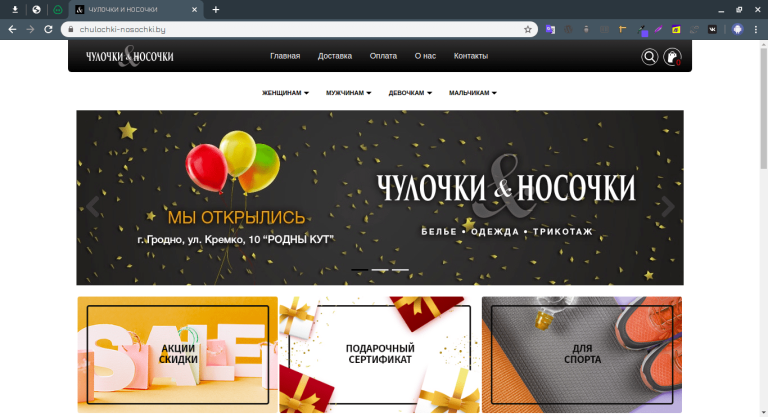 ЧУЛОЧКИ И НОСОЧКИ
chulochki-nosochki.by
ЧУЛОЧКИ & НОСОЧКИ
Главная Доставка Оплата О нас Контакты
0
ЖЕНЩИНАМ МУЖЧИНАМ ДЕВОЧКАМ МАЛЬЧИКАМ
ЧУЛОЧКИ & НОСОЧКИ
БЕЛЬЕ • ОДЕЖДА • ТРИКОТАЖ
МЫ ОТКРЫЛИСЬ
г. Гродно, ул. Кремко, 10 “РОДНЫ КУТ”
SALE
АКЦИИ
СКИДКИ
ПОДАРОЧНЫЙ
СЕРТИФИКАТ
ДЛЯ
СПОРТА